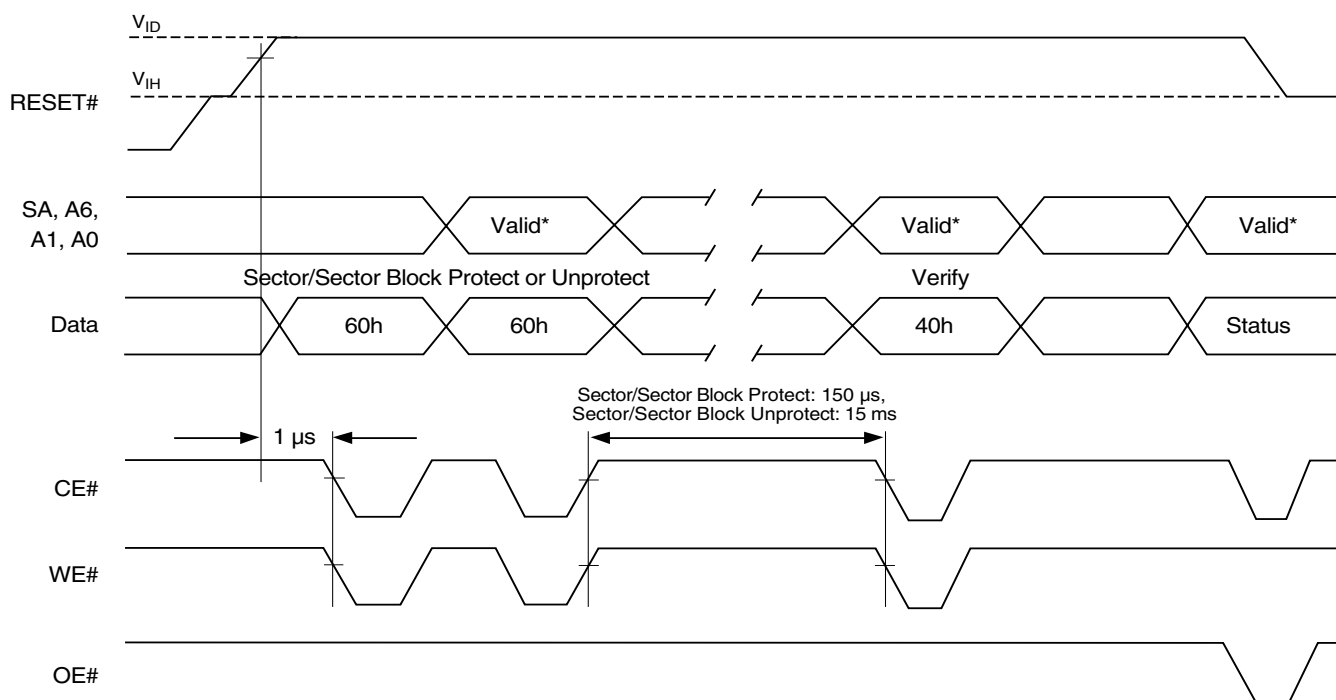 VID
VIH
RESET#
SA, A6,
A1, A0
Valid*
Valid*
Valid*
Sector/Sector Block Protect or Unprotect
Verify
Data
60h
60h
40h
Status
Sector/Sector Block Protect: 150 µs,
Sector/Sector Block Unprotect: 15 ms
1 µs
CE#
WE#
OE#